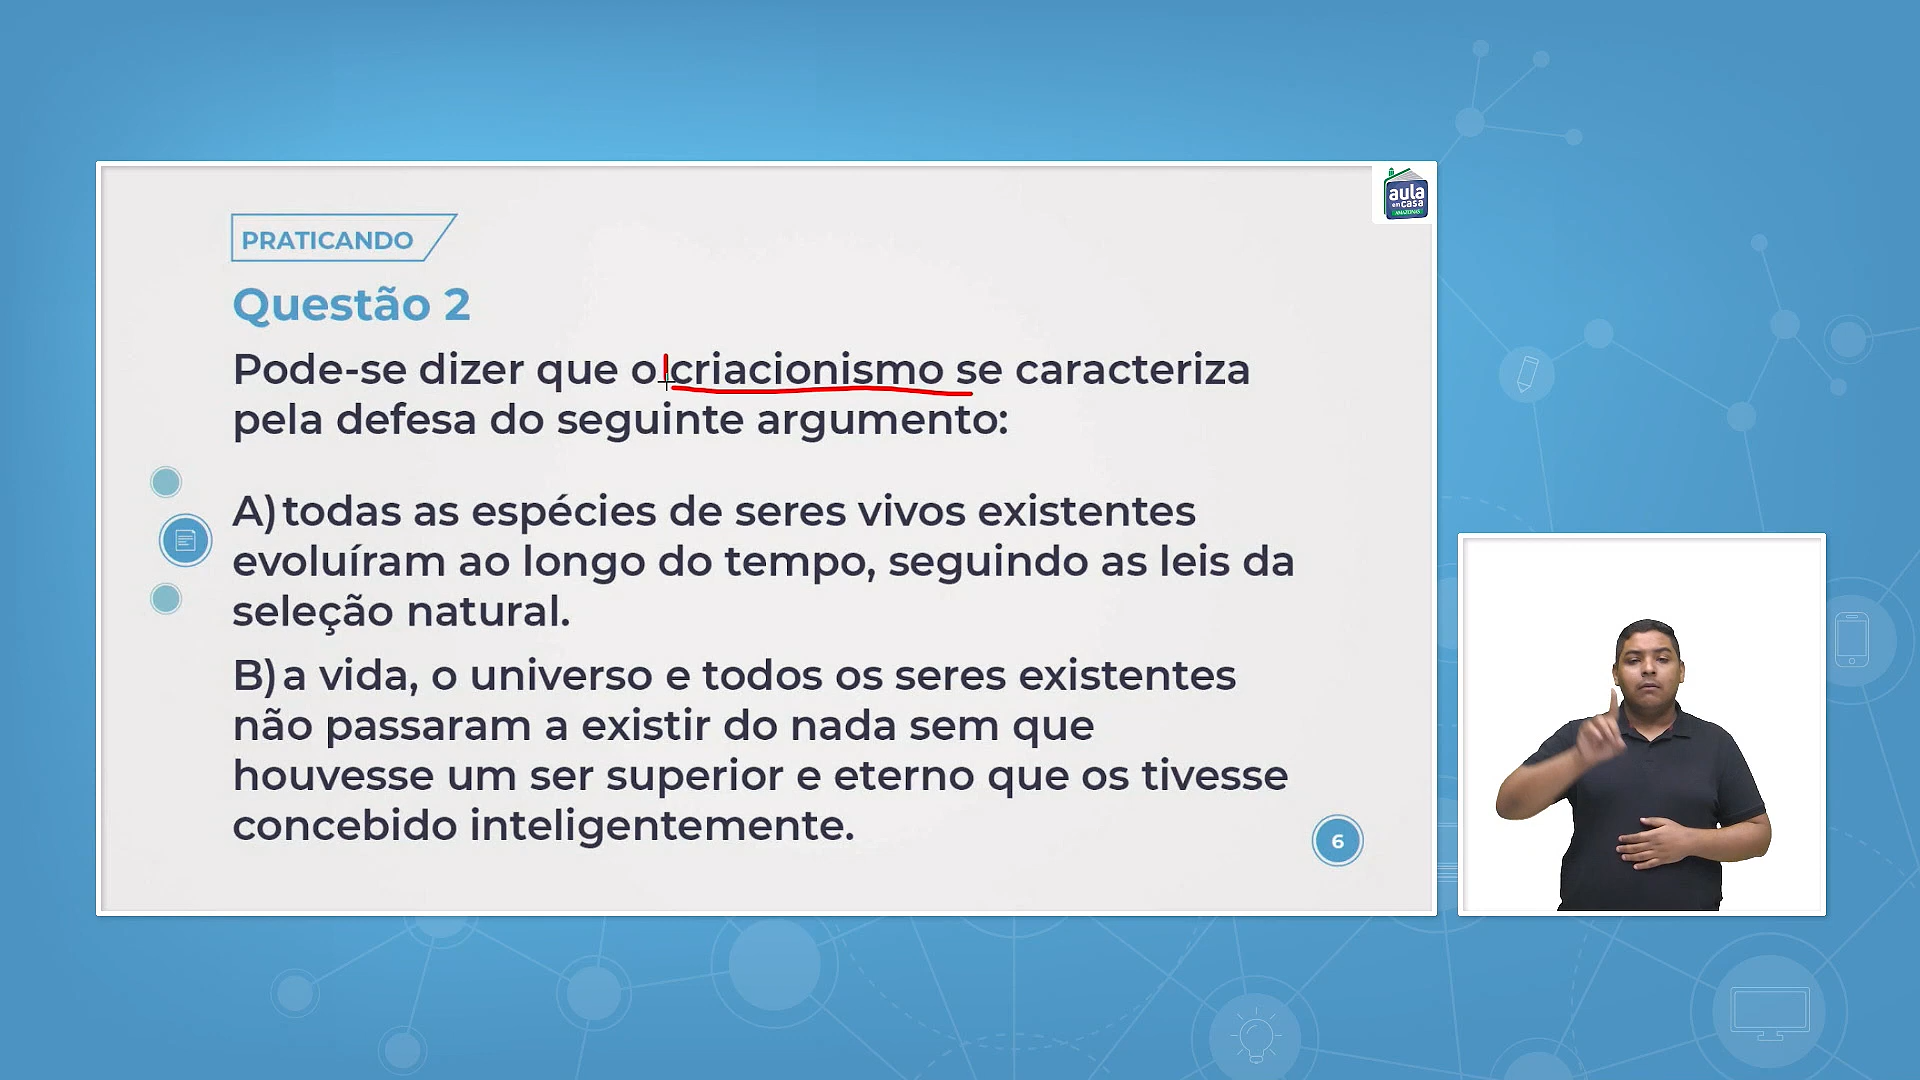 aula
em casa
AMAZONAS
PRATICANDO
Questão 2
Pode-se dizer que o criacionismo se caracteriza
pela defesa do seguinte argumento:
A) todas as espécies de seres vivos existentes
evoluíram ao longo do tempo, seguindo as leis da
seleção natural.
B) a vida, o universo e todos os seres existentes
não passaram a existir do nada sem que
houvesse um ser superior e eterno que os tivesse
concebido inteligentemente.
6